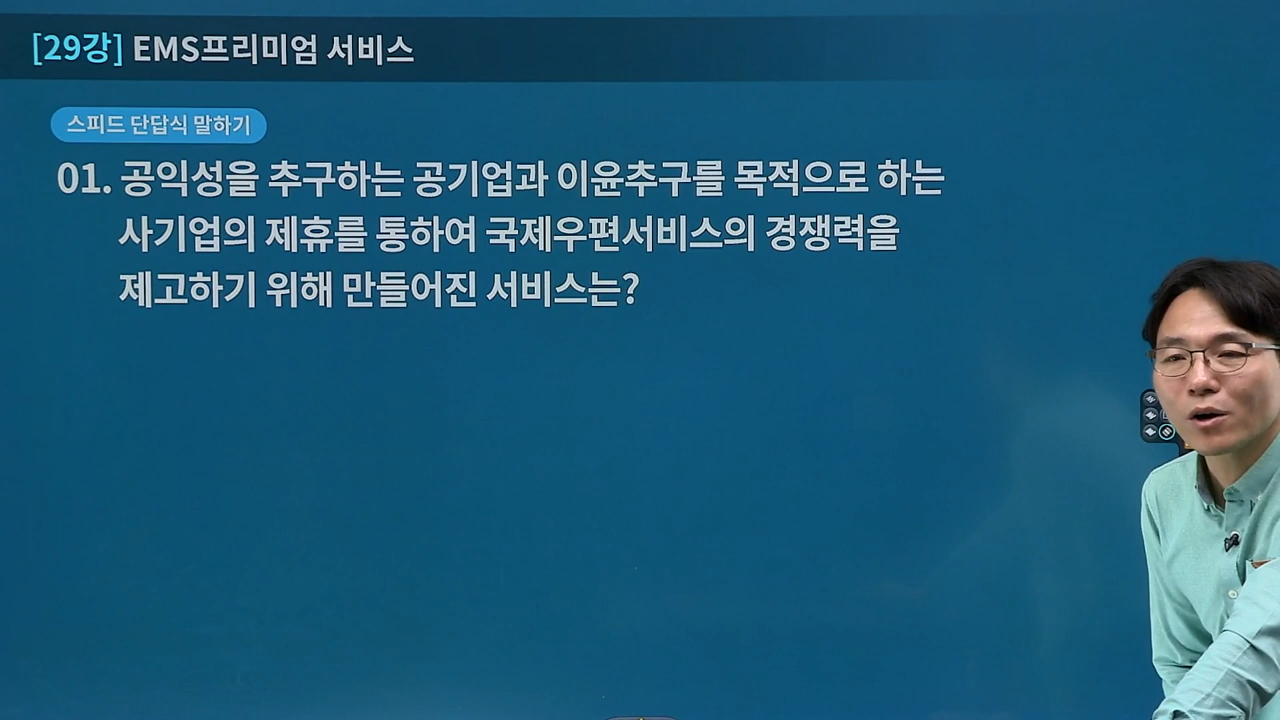 [29강] EMS프리미엄 서비스
스피드 단답식 말하기
01. 공익성을 추구하는 공기업과 이윤추구를 목적으로 하는
사기업의 제휴를 통하여 국제우편서비스의 경쟁력을
제고하기 위해 만들어진 서비스는?